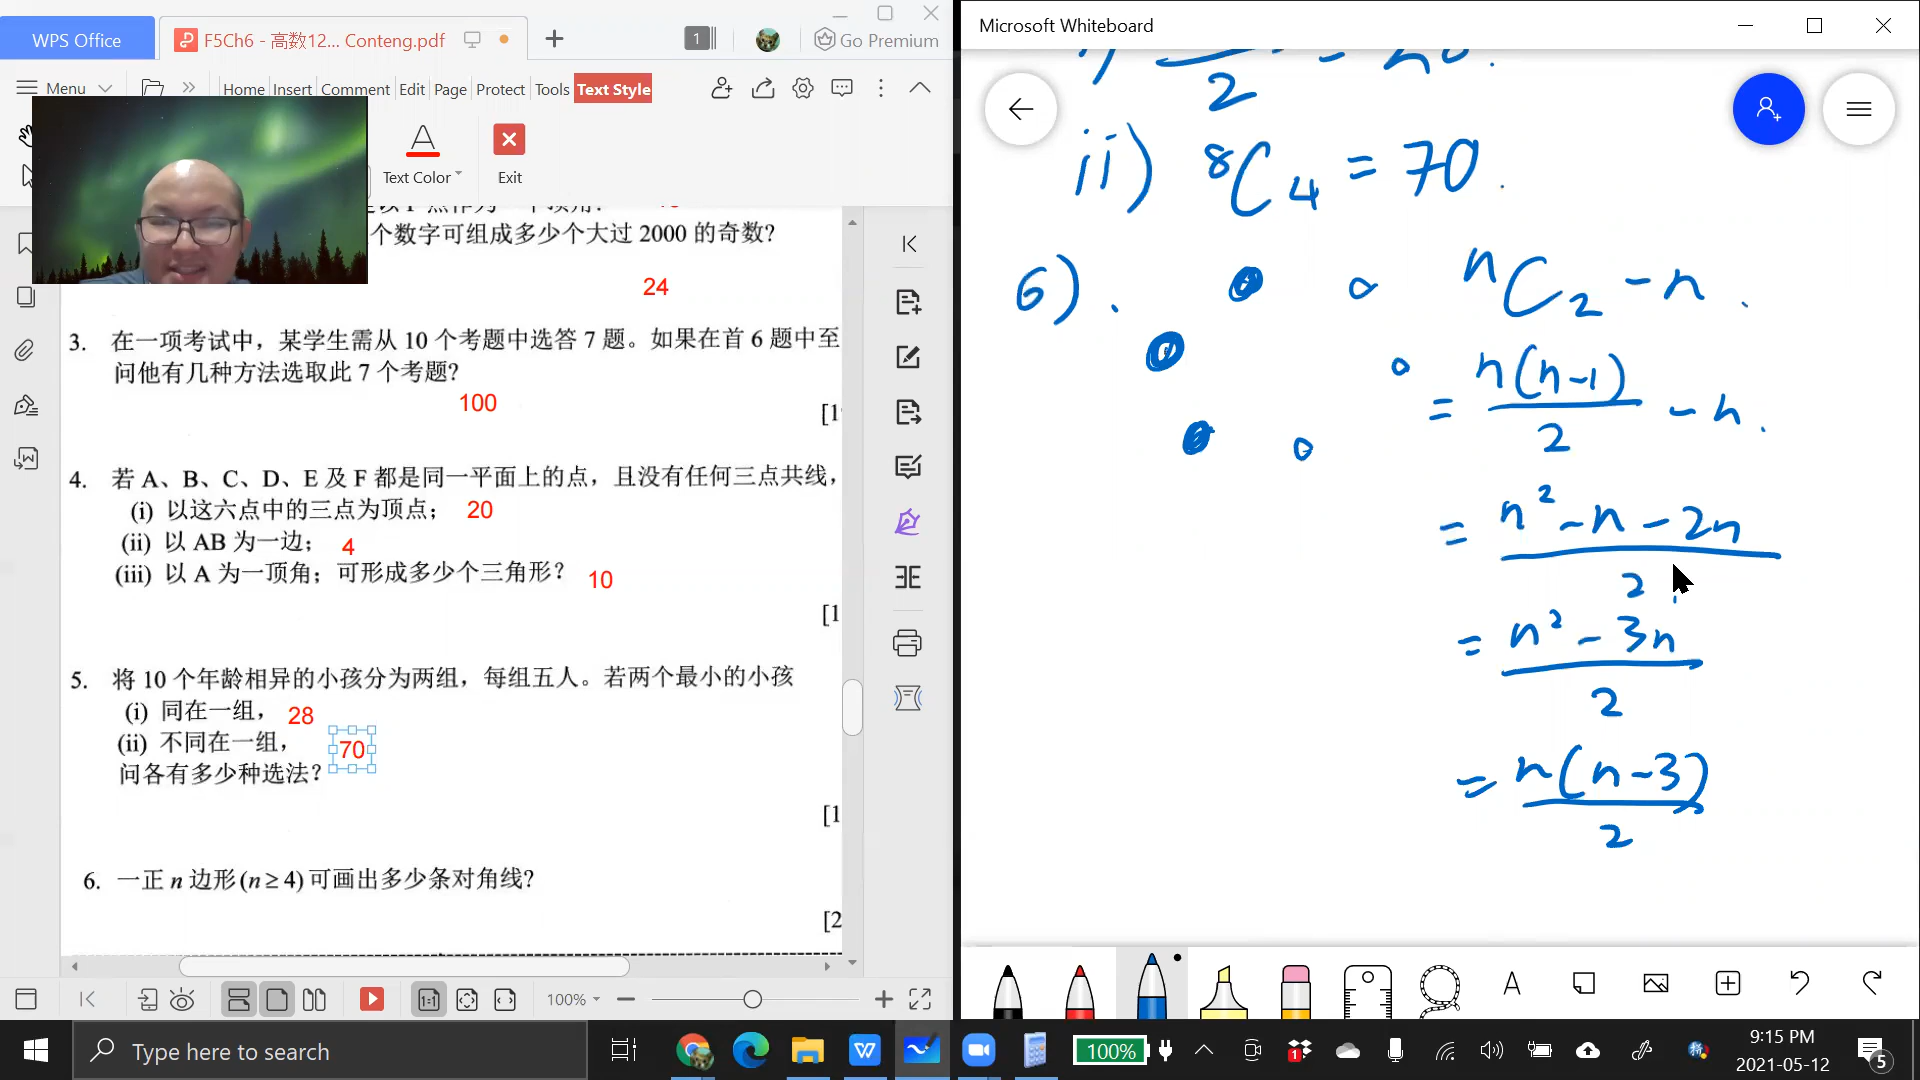 WPS Office
F5Ch6 - 高数12... Conteng.pdf
1
Go Premium
Menu
Home Insert Comment Edit Page Protect Tools Text Style
Text Color
Exit
个数字可组成多少个大过 2000 的奇数?
24
3. 在一项考试中，某学生需从 10 个考题中选答 7 题。如果在首 6 题中至
问他有几种方法选取此 7 个考题?
100
[1
4. 若 A、B、C、D、E 及 F 都是同一平面上的点，且没有任何三点共线，
(i) 以这六点中的三点为顶点； 20
(ii) 以 AB 为一边； 4
(iii) 以 A 为一顶角；可形成多少个三角形? 10
[1
5. 将 10 个年龄相异的小孩分为两组，每组五人。若两个最小的小孩
(i) 同在一组， 28
(ii) 不同在一组， 70
问各有多少种选法?
[1
6. 一正 n 边形 (n ≥ 4) 可画出多少条对角线?
[2
100%
Microsoft Whiteboard
2
ii) ⁸C₄ = 70.
6). ⁿC₂ - n.
= n(n-1)/2 - n.
= (n² - n - 2n)/2
= (n² - 3n)/2
= n(n-3)/2
Type here to search
100%
9:15 PM
2021-05-12
5